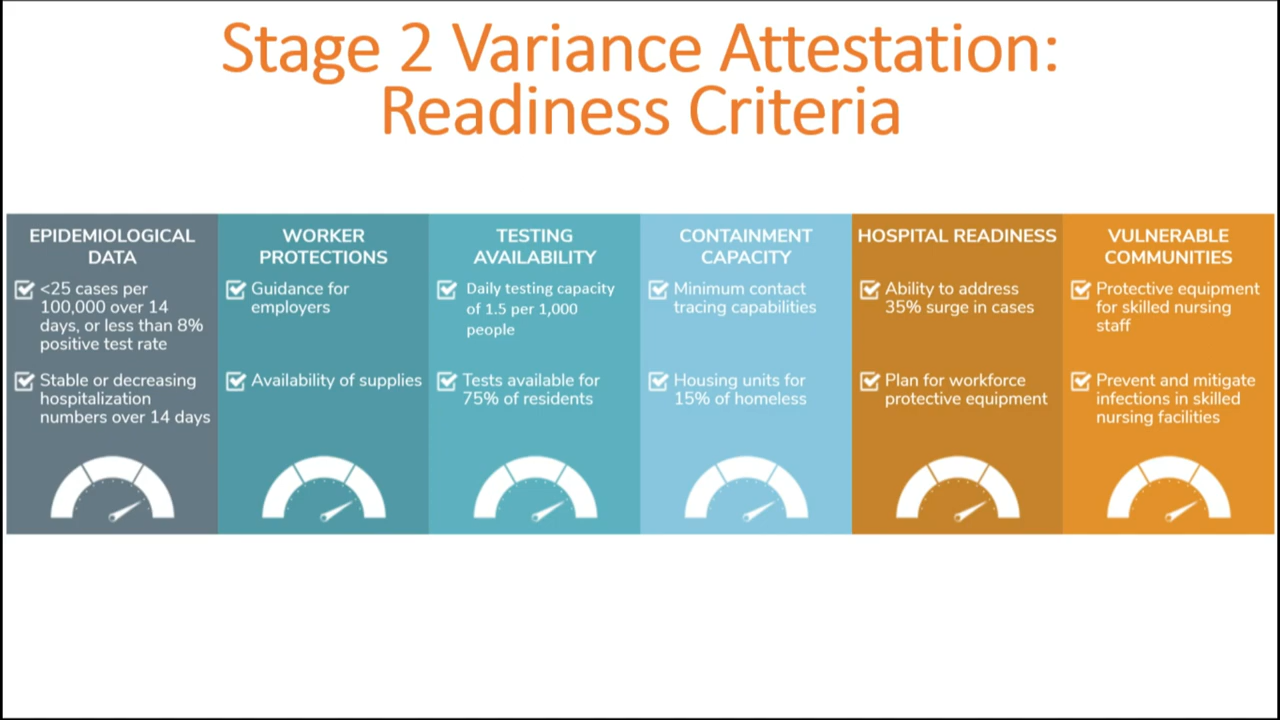 Stage 2 Variance Attestation:
Readiness Criteria
EPIDEMIOLOGICAL
DATA
<25 cases per
100,000 over 14
days, or less than 8%
positive test rate
Stable or decreasing
hospitalization
numbers over 14 days
WORKER
PROTECTIONS
Guidance for
employers
Availability of supplies
TESTING
AVAILABILITY
Daily testing capacity
of 1.5 per 1,000
people
Tests available for
75% of residents
CONTAINMENT
CAPACITY
Minimum contact
tracing capabilities
Housing units for
15% of homeless
HOSPITAL READINESS
Ability to address
35% surge in cases
Plan for workforce
protective equipment
VULNERABLE
COMMUNITIES
Protective equipment
for skilled nursing
staff
Prevent and mitigate
infections in skilled
nursing facilities